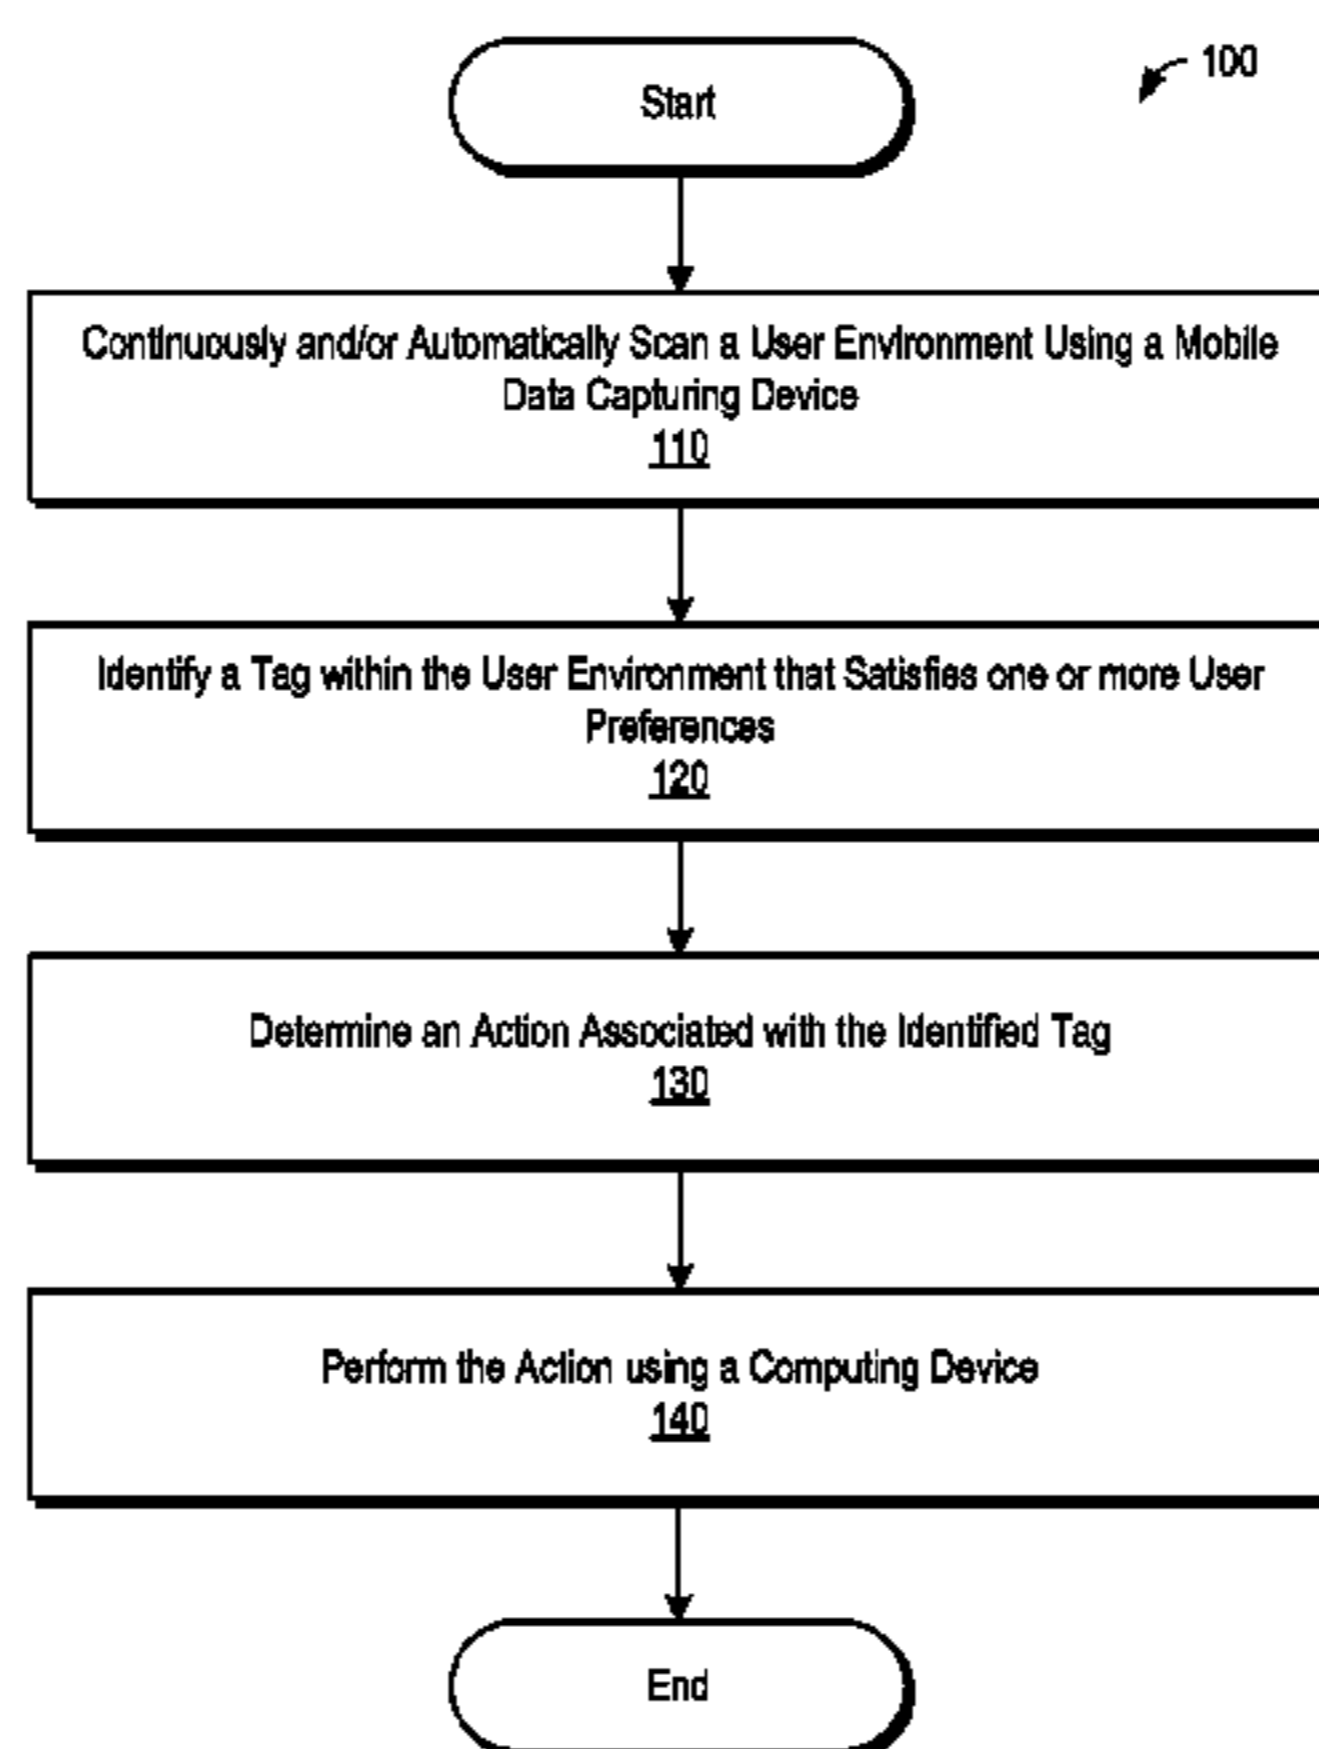 100
Start
Continuously and/or Automatically Scan a User Environment Using a Mobile
Data Capturing Device
110
Identify a Tag within the User Environment that Satisfies one or more User
Preferences
120
Determine an Action Associated with the Identified Tag
130
Perform the Action using a Computing Device
140
End